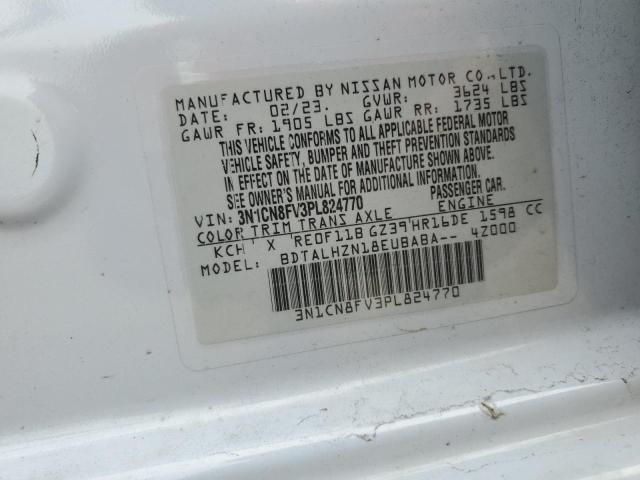 MANUFACTURED BY NISSAN MOTOR CO.,LTD.
DATE: 02/23. GVWR: 3624 LBS
GAWR FR: 1905 LBS GAWR RR: 1735 LBS
THIS VEHICLE CONFORMS TO ALL APPLICABLE FEDERAL MOTOR
VEHICLE SAFETY, BUMPER AND THEFT PREVENTION STANDARDS
IN EFFECT ON THE DATE OF MANUFACTURE SHOWN ABOVE.
SEE OWNER'S MANUAL FOR ADDITIONAL INFORMATION.
VIN: 3N1CN8FV3PL824770 PASSENGER CAR.
COLOR TRIM TRANS AXLE ENGINE
KCH' X 'RE0F11B GZ39'HR16DE 1598 CC
MODEL: BDTALHZN18EUBABA-- 4Z000
3N1CN8FV3PL824770